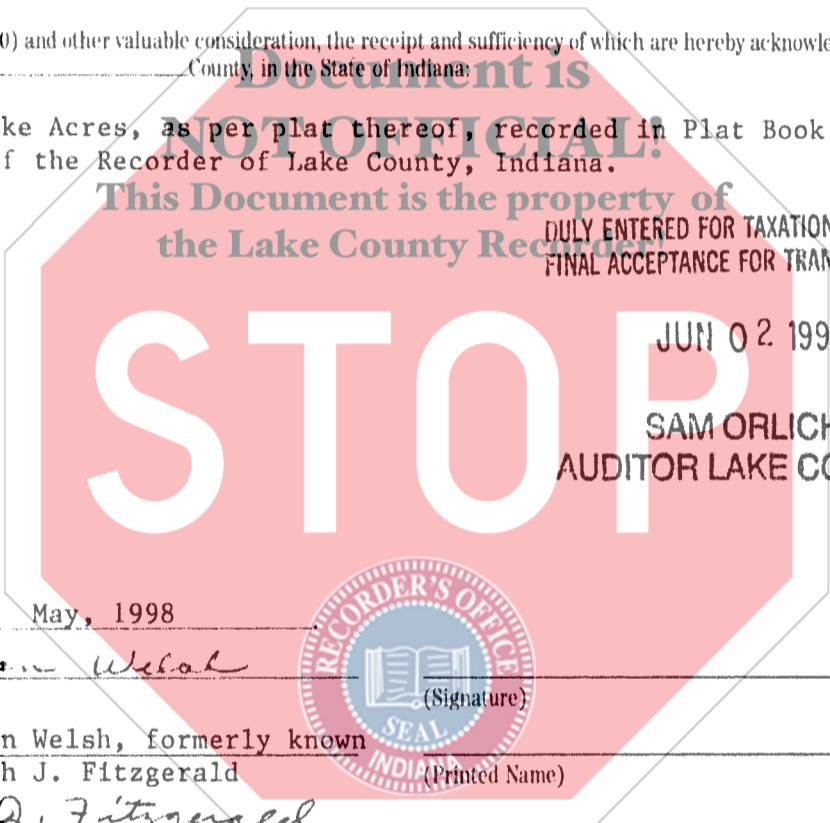 0) and other valuable consideration, the receipt and sufficiency of which are hereby acknowle
County, in the State of Indiana:
Document is
ke Acres, as per plat thereof, recorded in Plat Book
NOT OFFICIAL!
f the Recorder of Lake County, Indiana.
This Document is the property of
the Lake County Recorder!
DULY ENTERED FOR TAXATION
FINAL ACCEPTANCE FOR TRAN
JUN 02 199
STOP
SAM ORLICH
AUDITOR LAKE CO
May, 1998
Welsh
(Signature)
n Welsh, formerly known
h J. Fitzgerald
(Printed Name)
Fitzgerald
RECORDER'S OFFICE
SEAL
INDIANA